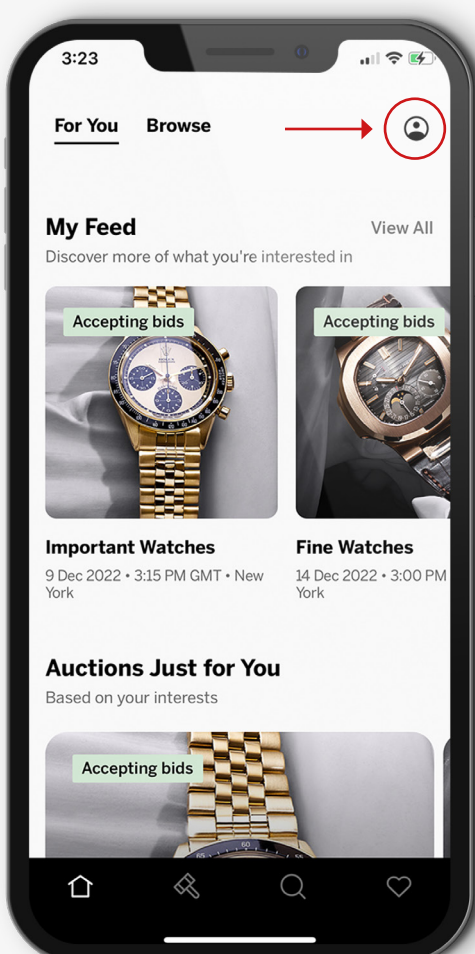 3:23
For You Browse
My Feed View All
Discover more of what you're interested in
Accepting bids Accepting bids
ROLEX
Important Watches Fine Watches
9 Dec 2022 • 3:15 PM GMT • New 14 Dec 2022 • 3:00 PM
York York
Auctions Just for You
Based on your interests
Accepting bids
60